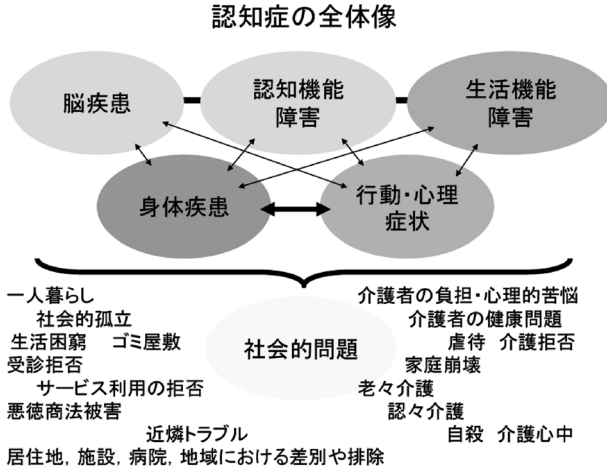 認知症の全体像
脳疾患
認知機能
障害
生活機能
障害
身体疾患
行動・心理
症状
一人暮らし
社会的孤立
生活困窮 ゴミ屋敷
受診拒否
サービス利用の拒否
悪徳商法被害
近燐トラブル
居住地, 施設, 病院, 地域における差別や排除
社会的問題
介護者の負担・心理的苦悩
介護者の健康問題
虐待 介護拒否
家庭崩壊
老々介護
認々介護
自殺 介護心中